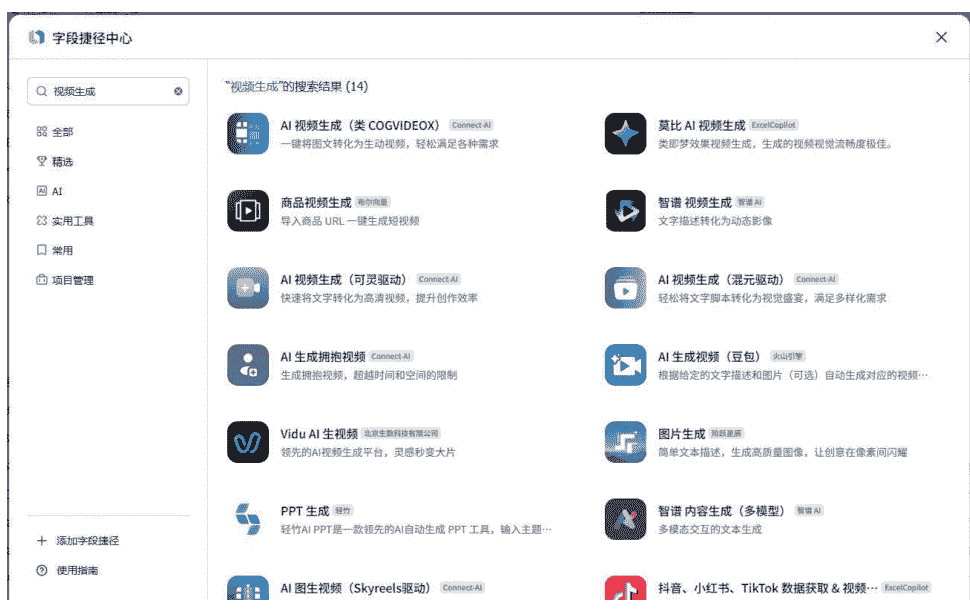 字段捷径中心
视频生成
全部
精选
AI
实用工具
常用
项目管理
添加字段捷径
使用指南
“视频生成”的搜索结果 (14)
AI 视频生成（类 COGVIDEOX） Connect-AI
一键将图文转化为生动视频，轻松满足各种需求
莫比 AI 视频生成 ExcelCopilot
类即梦效果视频生成，生成的视频视觉流畅度极佳。
商品视频生成 布尔向量
导入商品 URL 一键生成短视频
智谱 视频生成 智谱 AI
文字描述转化为动态影像
AI 视频生成（可灵驱动） Connect-AI
快速将文字转化为高清视频，提升创作效率
AI 视频生成（混元驱动） Connect-AI
轻松将文字脚本转化为视觉盛宴，满足多样化需求
AI 生成拥抱视频 Connect-AI
生成拥抱视频，超越时间和空间的限制
AI 生成视频（豆包） 火山引擎
根据给定的文字描述和图片（可选）自动生成对应的视频…
Vidu AI 生视频 北京生数科技有限公司
领先的AI视频生成平台，灵感秒变大片
图片生成 阶跃星辰
简单文本描述，生成高质量图像，让创意在像素间闪耀
PPT 生成 轻竹
轻竹AI PPT是一款领先的AI自动生成 PPT 工具，输入主题…
智谱 内容生成（多模型） 智谱 AI
多模态交互的文本生成
AI 图生视频（Skyreels驱动） Connect-AI
抖音、小红书、TikTok 数据获取 & 视频… ExcelCopilot